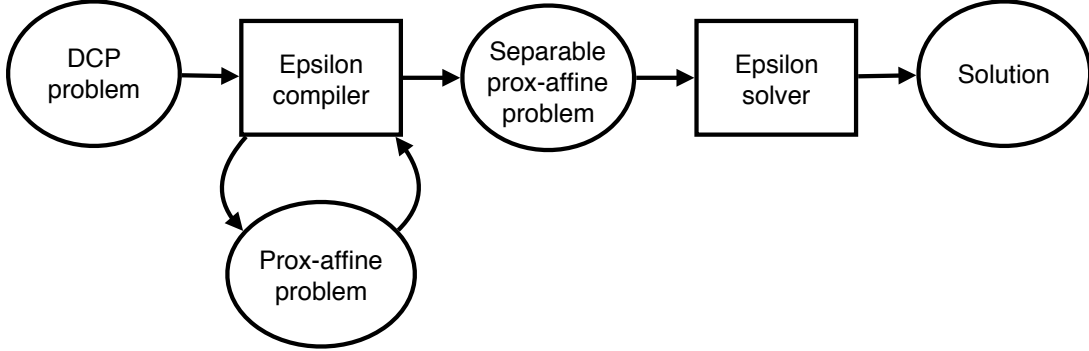 DCP
problem
Epsilon
compiler
Separable
prox-affine
problem
Epsilon
solver
Solution
Prox-affine
problem